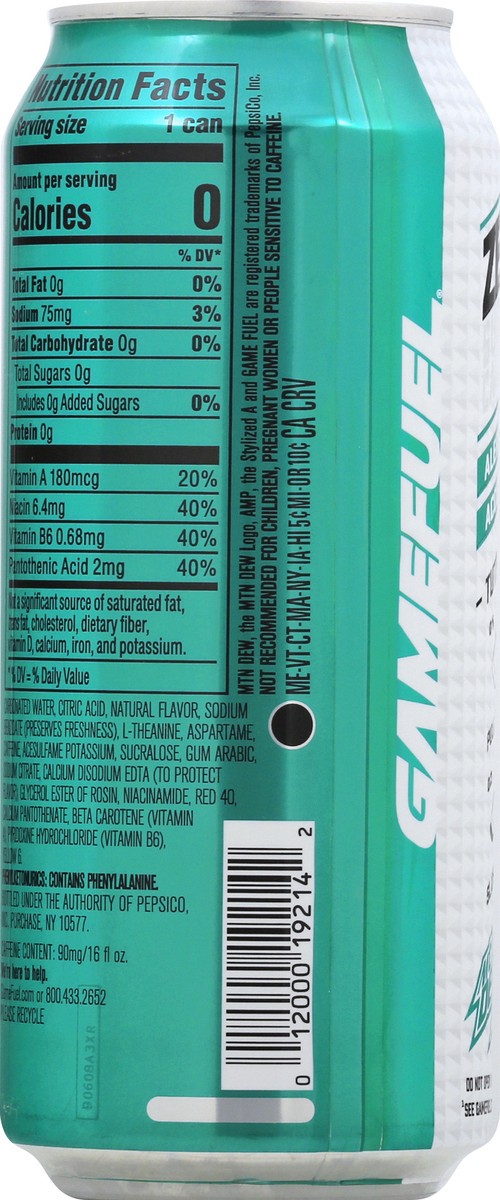 Nutrition Facts
Serving size 1 can
Amount per serving
Calories 0
% DV*
Total Fat 0g 0%
Sodium 75mg 3%
Total Carbohydrate 0g 0%
Total Sugars 0g
Includes 0g Added Sugars 0%
Protein 0g
Vitamin A 180mcg 20%
Niacin 6.4mg 40%
Vitamin B6 0.68mg 40%
Pantothenic Acid 2mg 40%
Not a significant source of saturated fat,
trans fat, cholesterol, dietary fiber,
vitamin D, calcium, iron, and potassium.
*% DV = % Daily Value
CARBONATED WATER, CITRIC ACID, NATURAL FLAVOR, SODIUM
BENZOATE (PRESERVES FRESHNESS), L-THEANINE, ASPARTAME,
CAFFEINE, ACESULFAME POTASSIUM, SUCRALOSE, GUM ARABIC,
SODIUM CITRATE, CALCIUM DISODIUM EDTA (TO PROTECT
FLAVOR), GLYCEROL ESTER OF ROSIN, NIACINAMIDE, RED 40,
CALCIUM PANTOTHENATE, BETA CAROTENE (VITAMIN
A), PYRIDOXINE HYDROCHLORIDE (VITAMIN B6),
YELLOW 6.
PHENYLKETONURICS: CONTAINS PHENYLALANINE.
BOTTLED UNDER THE AUTHORITY OF PEPSICO,
INC. PURCHASE, NY 10577.
CAFFEINE CONTENT: 90mg/16 fl oz.
We're here to help.
GameFuel.com or 800.433.2652
PLEASE RECYCLE
90608A3XR
MTN DEW, the MTN DEW Logo, AMP, the Stylized A and GAME FUEL are registered trademarks of PepsiCo, Inc.
NOT RECOMMENDED FOR CHILDREN, PREGNANT WOMEN OR PEOPLE SENSITIVE TO CAFFEINE.
ME-VT-CT-MA-NY-IA-HI 5¢ MI-OR 10¢ CA CRV
0 12000 19214 2
GAMEFUEL®
DO NOT